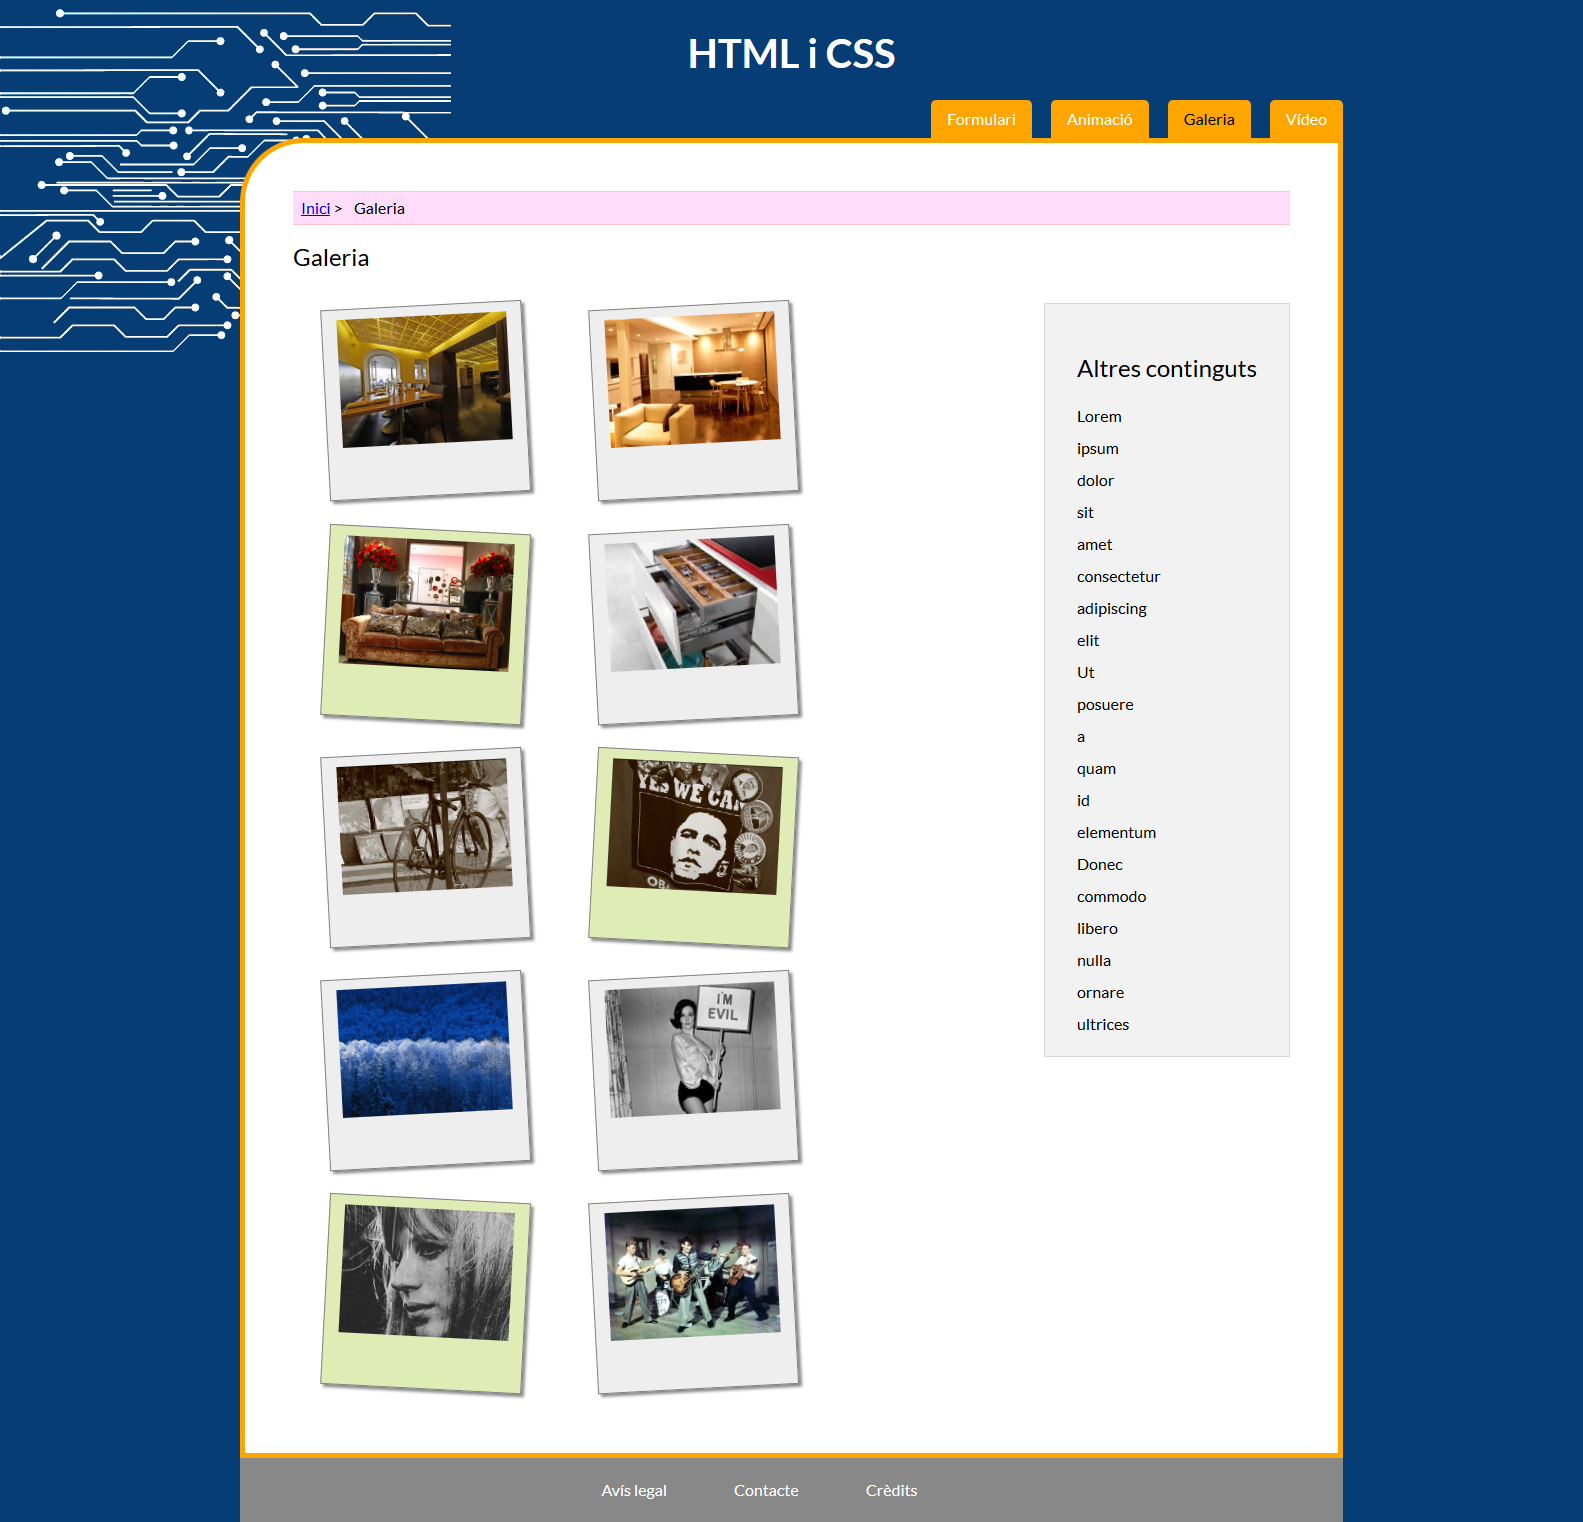 HTML i CSS
Formulari Animació Galeria Vídeo
Inici > Galeria
Galeria
YES WE CAN
I'M
EVIL
Altres continguts
Lorem
ipsum
dolor
sit
amet
consectetur
adipiscing
elit
Ut
posuere
a
quam
id
elementum
Donec
commodo
libero
nulla
ornare
ultrices
Avís legal Contacte Crèdits